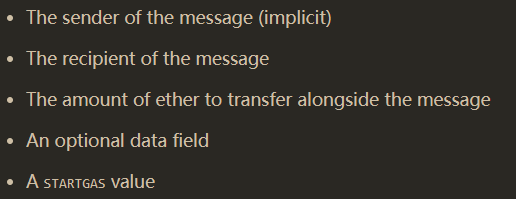 • The sender of the message (implicit)
• The recipient of the message
• The amount of ether to transfer alongside the message
• An optional data field
• A STARTGAS value